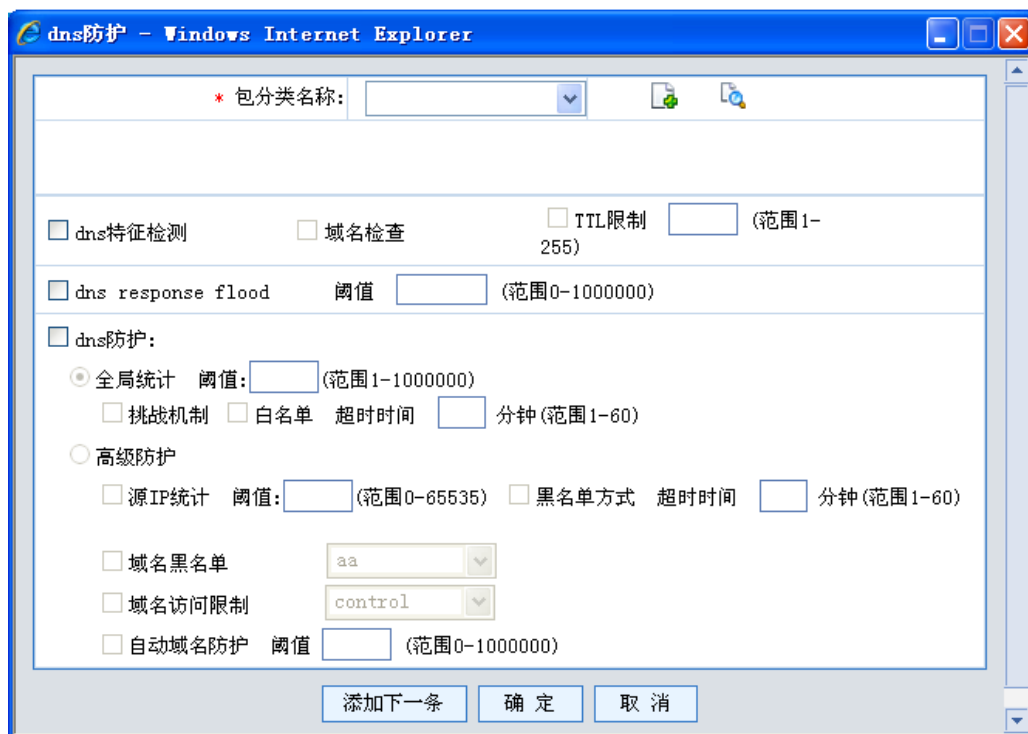 dns防护 - Windows Internet Explorer
* 包分类名称:
dns特征检测 域名检查 TTL限制 (范围1-
255)
dns response flood 阈值 (范围0-1000000)
dns防护:
全局统计 阈值: (范围1-1000000)
挑战机制 白名单 超时时间 分钟(范围1-60)
高级防护
源IP统计 阈值: (范围0-65535) 黑名单方式 超时时间 分钟(范围1-60)
域名黑名单 aa
域名访问限制 control
自动域名防护 阈值 (范围0-1000000)
添加下一条 确 定 取 消